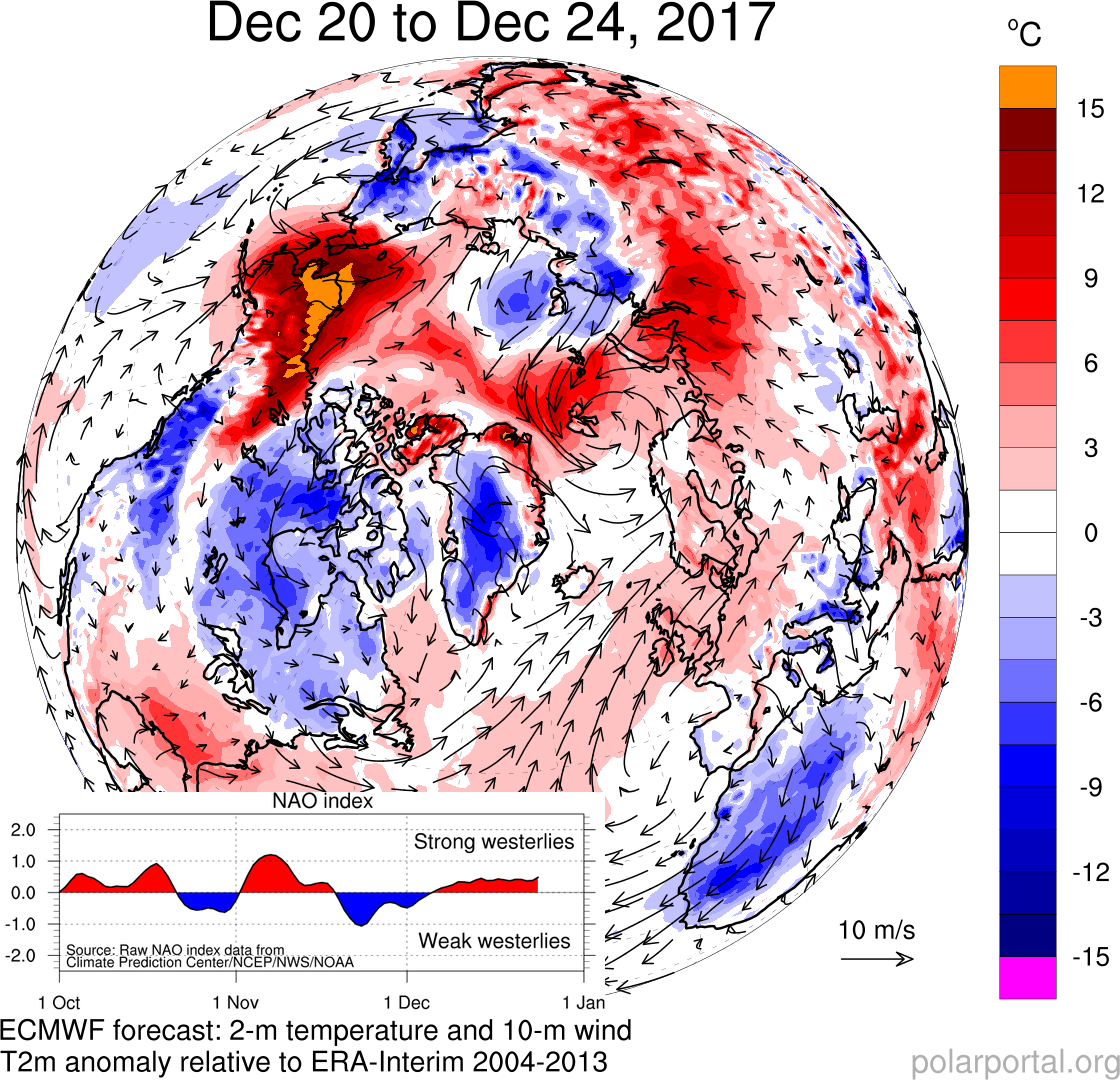 Dec 20 to Dec 24, 2017
°C
15
12
9
6
3
0
-3
-6
-9
-12
-15
10 m/s
NAO index
2.0
1.0
0.0
-1.0
-2.0
Strong westerlies
Weak westerlies
Source: Raw NAO index data from
Climate Prediction Center/NCEP/NWS/NOAA
1 Oct
1 Nov
1 Dec
1 Jan
ECMWF forecast: 2-m temperature and 10-m wind
T2m anomaly relative to ERA-Interim 2004-2013
polarportal.org